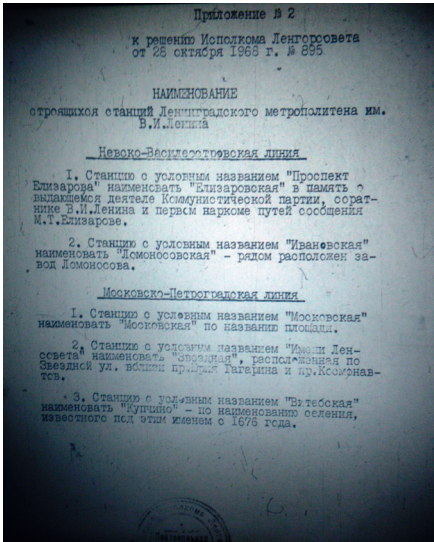 Приложение № 2
к решению Исполкома Ленгорсовета
от 28 октября 1968 г. № 895
НАИМЕНОВАНИЕ
строящихся станций Ленинградского метрополитена им.
В.И.Ленина
Невско-Василеостровская линия
I. Станцию с условным названием "Проспект
Елизарова" наименовать "Елизаровская" в память о
выдающемся деятеле Коммунистической партии, сорат-
нике В.И.Ленина и первом наркоме путей сообщения
М.Т.Елизарове.
2. Станцию с условным названием "Ивановская"
наименовать "Ломоносовская" - рядом расположен за-
вод Ломоносова.
Московско-Петроградская линия
I. Станцию с условным названием "Московская"
наименовать "Московская" по названию площади.
2. Станцию с условным названием "Имени Лен-
совета" наименовать "Звездная", расположенная по
Звездной ул. вблизи пр.Юрия Гагарина и пр.Космонав-
тов.
3. Станцию с условным названием "Витебская"
наименовать "Купчино" - по наименованию селения,
известного под этим именем с 1676 года.